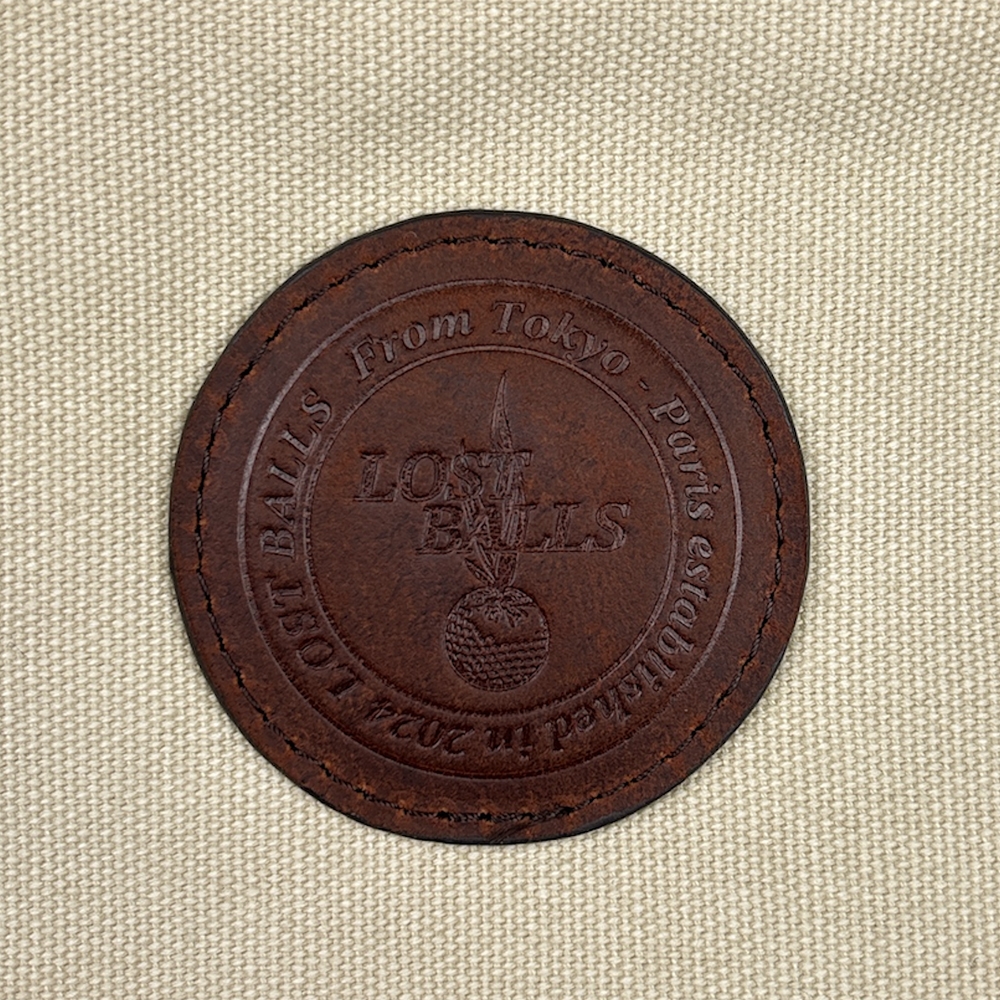 LOST BALLS From Tokyo - Paris established in 2024
LOST
BALLS